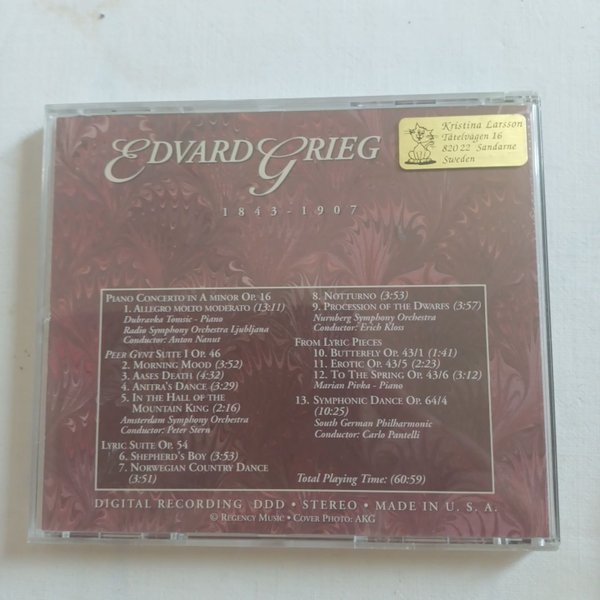 EDVARD GRIEG
1843-1907
Kristina Larsson
Tätelvägen 16
820 22 Sandarne
Sweden
PIANO CONCERTO IN A MINOR OP. 16
1. ALLEGRO MOLTO MODERATO (13:11)
Dubravka Tomsic - Piano
Radio Symphony Orchestra Ljubljana
Conductor: Anton Nanut
PEER GYNT SUITE I OP. 46
2. MORNING MOOD (3:52)
3. AASES DEATH (4:32)
4. ANITRA'S DANCE (3:29)
5. IN THE HALL OF THE
MOUNTAIN KING (2:16)
Amsterdam Symphony Orchestra
Conductor: Peter Stern
LYRIC SUITE OP. 54
6. SHEPHERD'S BOY (3:53)
7. NORWEGIAN COUNTRY DANCE
(3:51)
8. NOTTURNO (3:53)
9. PROCESSION OF THE DWARFS (3:57)
Nurnberg Symphony Orchestra
Conductor: Erich Kloss
FROM LYRIC PIECES
10. BUTTERFLY OP. 43/1 (1:41)
11. EROTIC OP. 43/5 (2:23)
12. TO THE SPRING OP. 43/6 (3:12)
Marian Pivka - Piano
13. SYMPHONIC DANCE OP. 64/4
(10:25)
South German Philharmonic
Conductor: Carlo Pantelli
Total Playing Time: (60:59)
DIGITAL RECORDING DDD • STEREO • MADE IN U. S. A.
© REGENCY MUSIC • COVER PHOTO: AKG